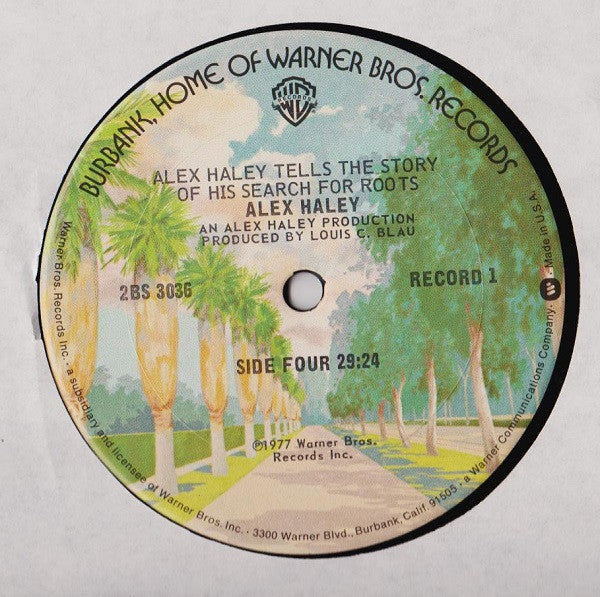 BURBANK, HOME OF WARNER BROS. RECORDS
RECORDS
ALEX HALEY TELLS THE STORY
OF HIS SEARCH FOR ROOTS
ALEX HALEY
AN ALEX HALEY PRODUCTION
PRODUCED BY LOUIS C. BLAU
2BS 3036
RECORD 1
SIDE FOUR 29:24
℗1977 Warner Bros.
Records Inc.
Warner Bros. Records Inc. · a subsidiary and licensee of Warner Bros. Inc. · 3300 Warner Blvd., Burbank, Calif. 91505 · a Warner Communications Company · Made in U.S.A.